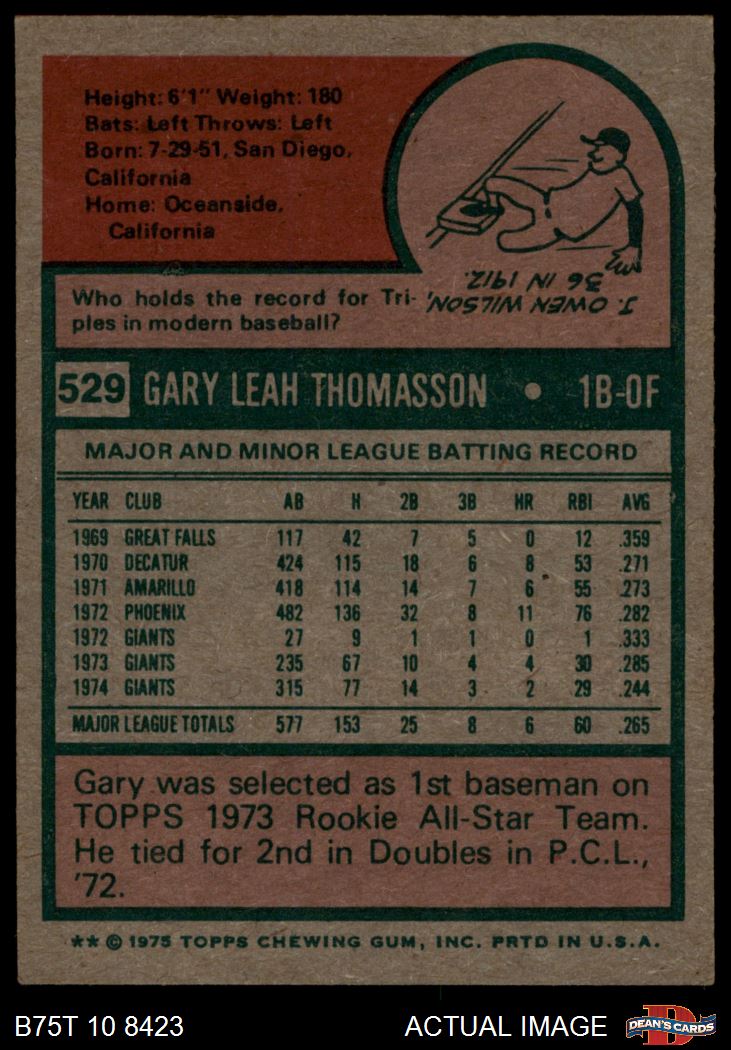 Height: 6'1" Weight: 180
Bats: Left Throws: Left
Born: 7-29-51, San Diego,
California
Home: Oceanside,
California
Who holds the record for Tri-
ples in modern baseball?
J. OWEN WILSON,
36 IN 1912.
529 GARY LEAH THOMASSON • 1B-OF
MAJOR AND MINOR LEAGUE BATTING RECORD
YEAR CLUB AB H 2B 3B HR RBI AVG
1969 GREAT FALLS 117 42 7 5 0 12 .359
1970 DECATUR 424 115 18 6 8 53 .271
1971 AMARILLO 418 114 14 7 6 55 .273
1972 PHOENIX 482 136 32 8 11 76 .282
1972 GIANTS 27 9 1 1 0 1 .333
1973 GIANTS 235 67 10 4 4 30 .285
1974 GIANTS 315 77 14 3 2 29 .244
MAJOR LEAGUE TOTALS 577 153 25 8 6 60 .265
Gary was selected as 1st baseman on
TOPPS 1973 Rookie All-Star Team.
He tied for 2nd in Doubles in P.C.L.,
'72.
** © 1975 TOPPS CHEWING GUM, INC. PRTD IN U.S.A.
B75T 10 8423 ACTUAL IMAGE DEAN'S CARDS